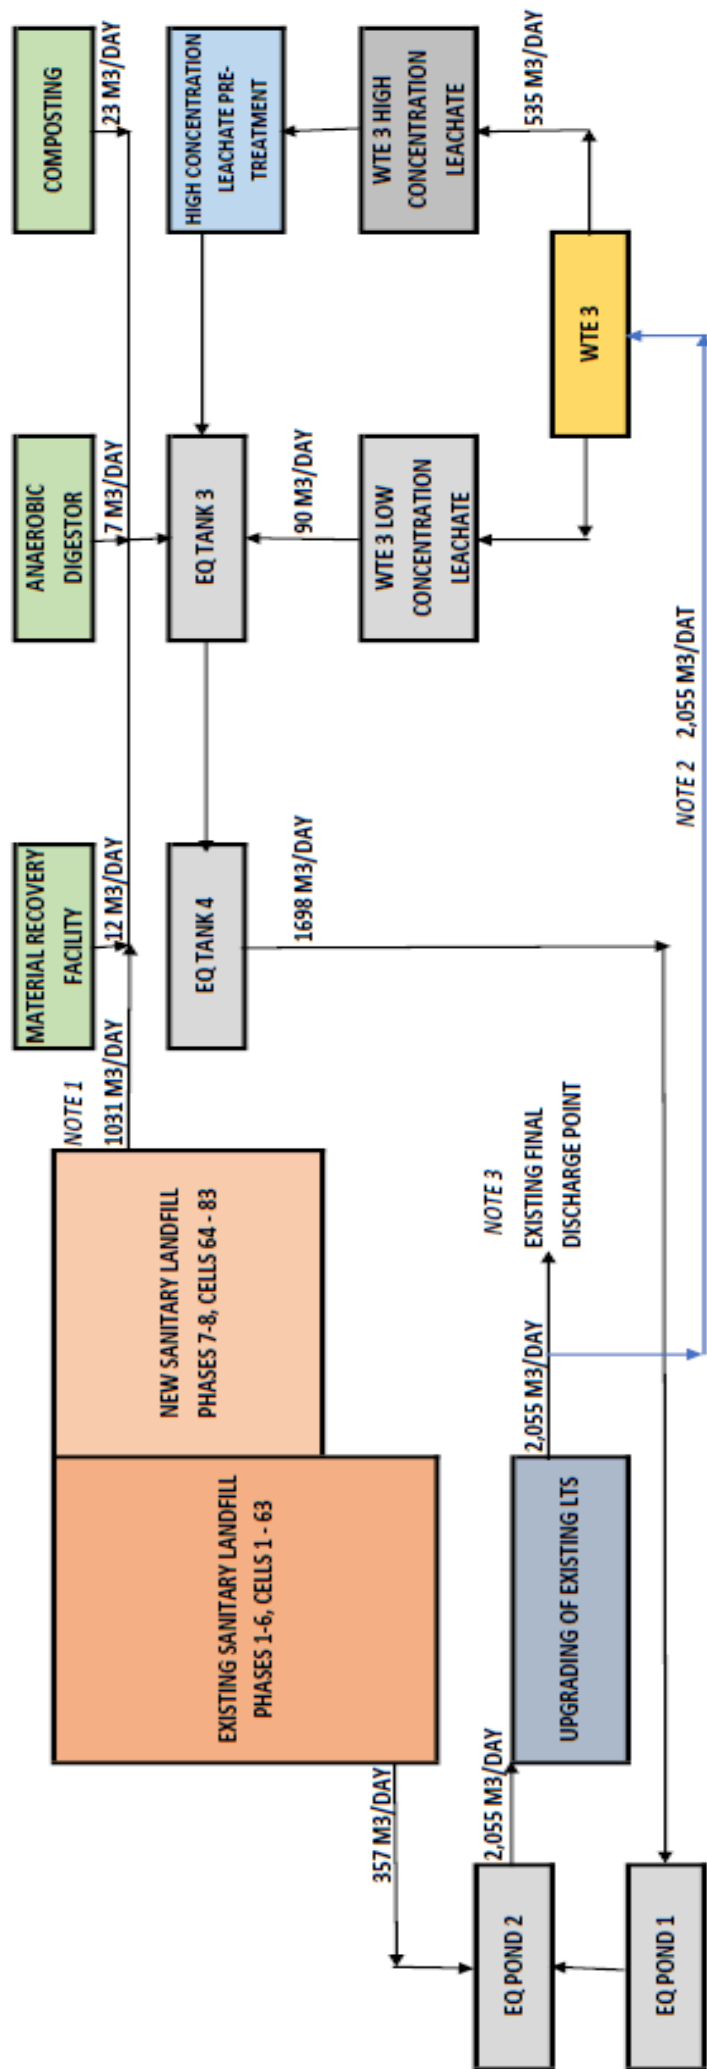 MATERIAL RECOVERY
FACILITY
ANAEROBIC
DIGESTOR
COMPOSTING
NOTE 1
1031 M3/DAY
12 M3/DAY
7 M3/DAY
23 M3/DAY
NEW SANITARY LANDFILL
PHASES 7-8, CELLS 64 - 83
EXISTING SANITARY LANDFILL
PHASES 1-6, CELLS 1 - 63
EQ TANK 4
EQ TANK 3
HIGH CONCENTRATION
LEACHATE PRE-
TREATMENT
1698 M3/DAY
90 M3/DAY
WTE 3 LOW
CONCENTRATION
LEACHATE
WTE 3 HIGH
CONCENTRATION
LEACHATE
357 M3/DAY
535 M3/DAY
NOTE 3
EXISTING FINAL
DISCHARGE POINT
EQ POND 2
2,055 M3/DAY
UPGRADING OF EXISTING LTS
2,055 M3/DAY
WTE 3
EQ POND 1
NOTE 2 2,055 M3/DAT